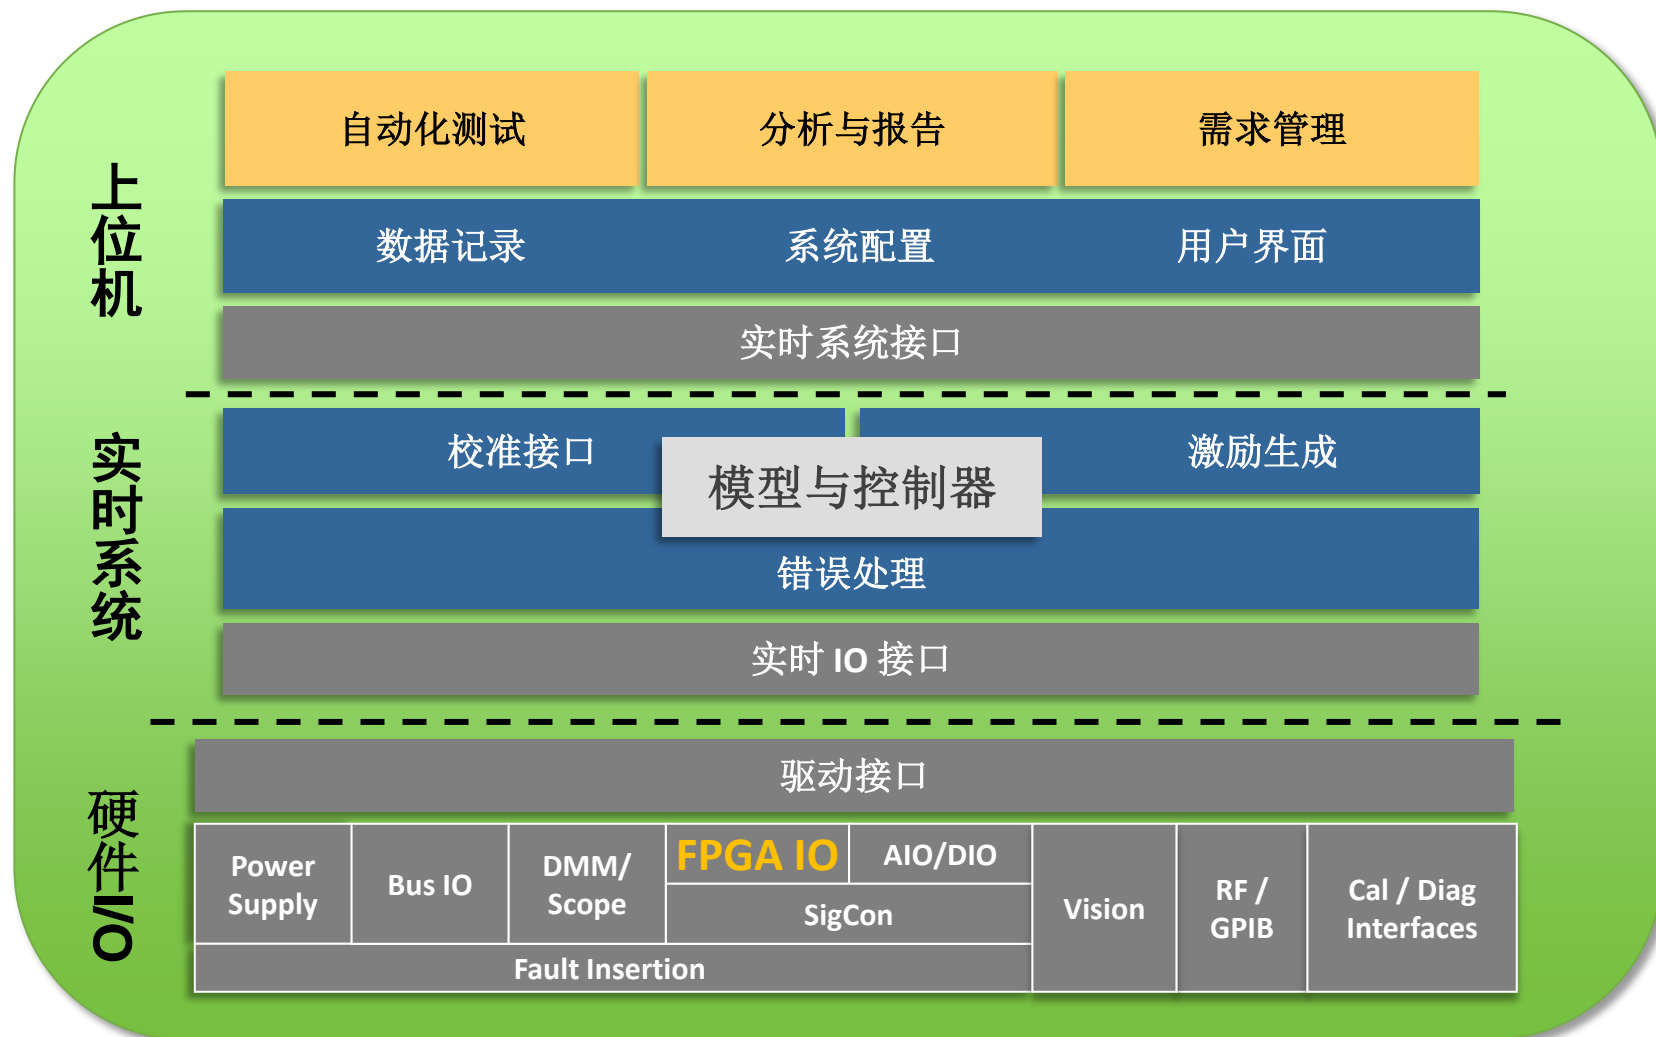 上位机
自动化测试
分析与报告
需求管理
数据记录
系统配置
用户界面
实时系统接口
实时系统
校准接口
激励生成
模型与控制器
错误处理
实时 IO 接口
硬件I/O
驱动接口
Power
Supply
Bus IO
DMM/
Scope
FPGA IO
AIO/DIO
SigCon
Fault Insertion
Vision
RF /
GPIB
Cal / Diag
Interfaces